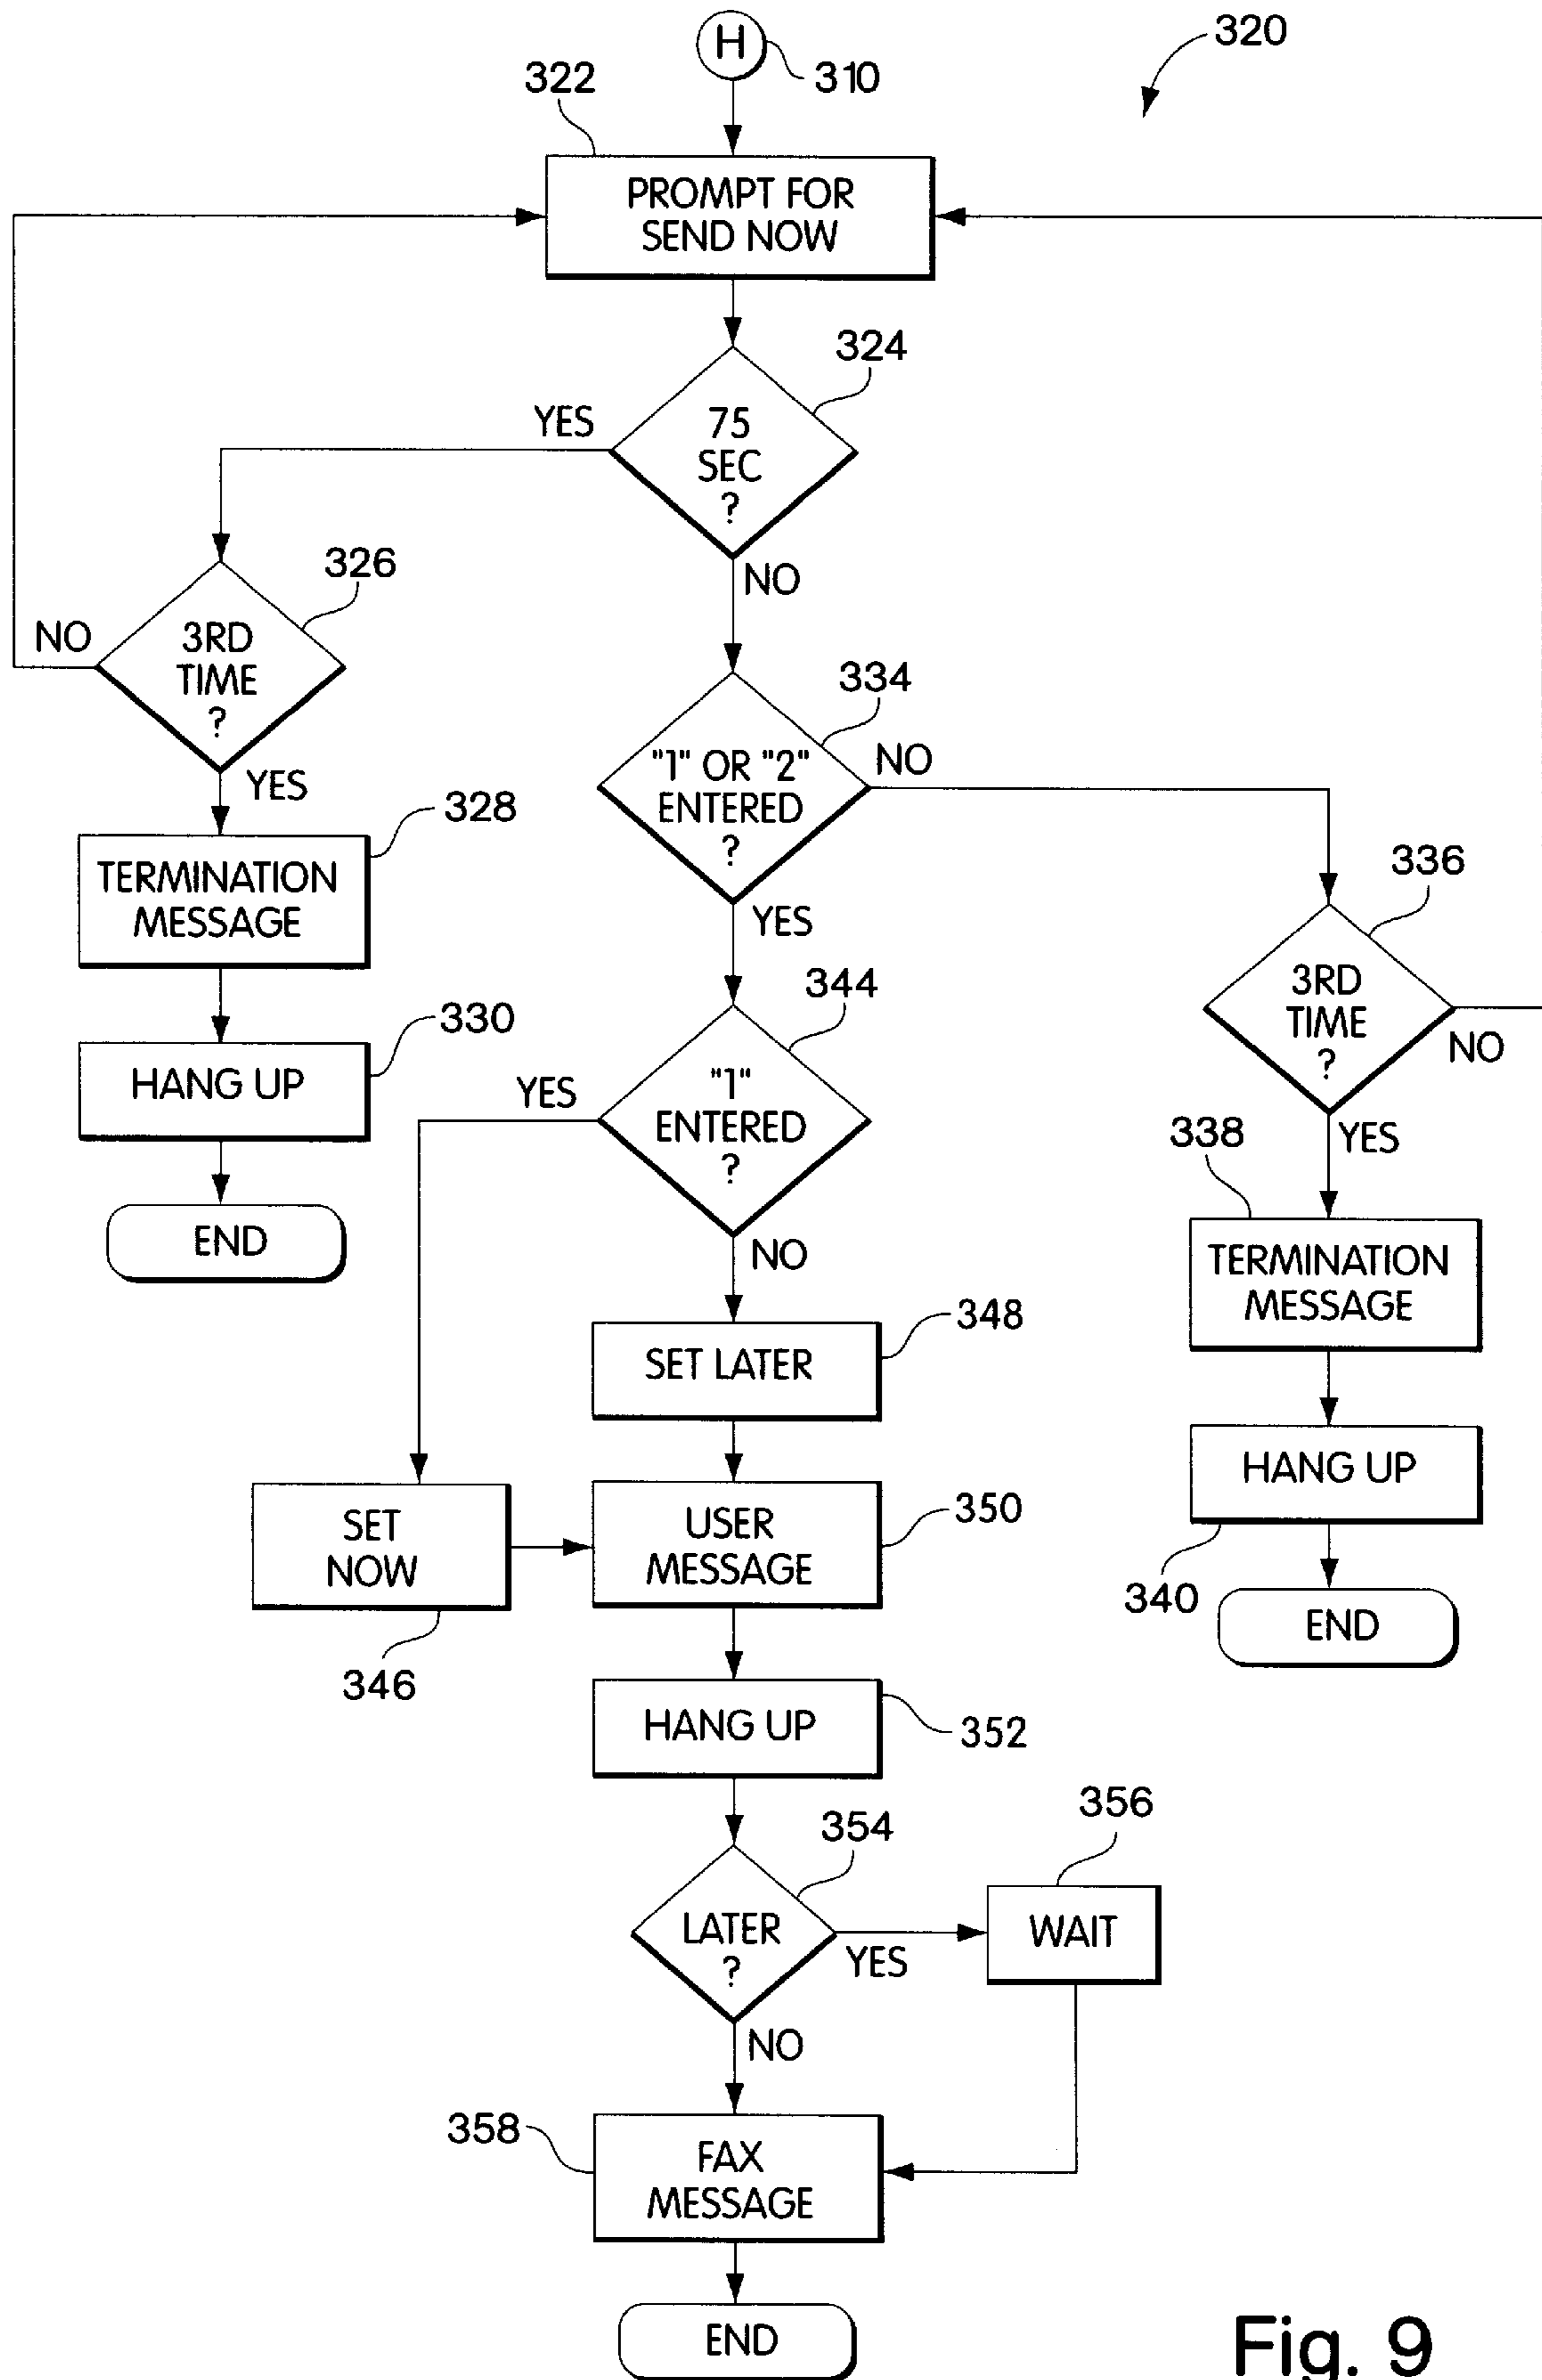 H
310
320
322
PROMPT FOR
SEND NOW
324
75
SEC
?
YES
NO
326
3RD
TIME
?
NO
YES
334
"1" OR "2"
ENTERED
?
NO
YES
328
TERMINATION
MESSAGE
336
3RD
TIME
?
NO
YES
330
HANG UP
344
"1"
ENTERED
?
YES
NO
END
338
TERMINATION
MESSAGE
348
SET LATER
HANG UP
340
END
SET
NOW
346
350
USER
MESSAGE
HANG UP
352
354
LATER
?
YES
NO
356
WAIT
358
FAX
MESSAGE
END
Fig. 9